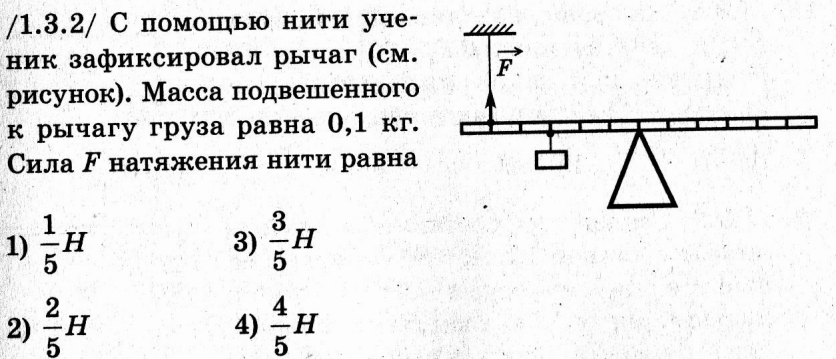 /1.3.2/ С помощью нити уче-
ник зафиксировал рычаг (см.
рисунок). Масса подвешенного
к рычагу груза равна 0,1 кг.
Сила F натяжения нити равна
F
1) 1/5 Н
3) 3/5 Н
2) 2/5 Н
4) 4/5 Н